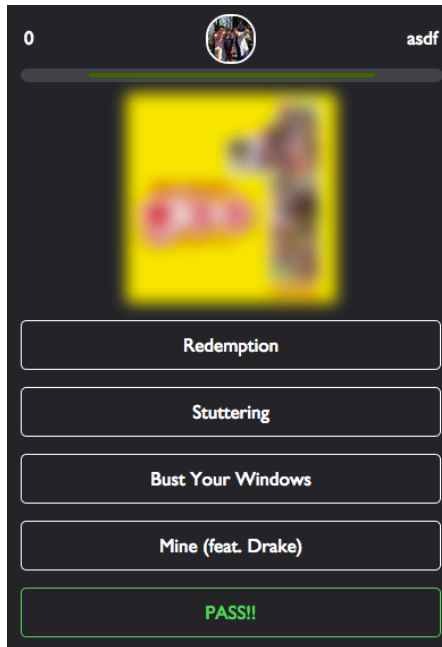 0
asdf
Redemption
Stuttering
Bust Your Windows
Mine (feat. Drake)
PASS!!